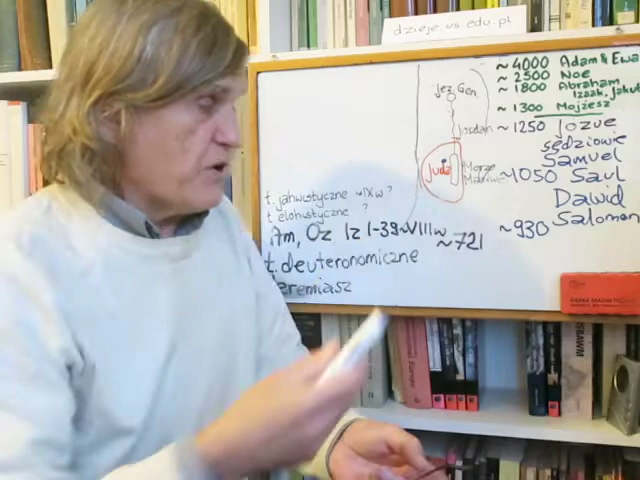 dzieje.us.edu.pl
~4000 Adam & Ewa
~2500 Noe
~1800 Abraham
Izaak, Jakub
~1300 Mojżesz
~1250 Jozue
sędziowie
Samuel
~1050 Saul
Dawid
~930 Salomon
jez. Gen.
Jordan
Juda
Morze
Martwe
t. jahwistyczne ~IX w ?
t. elohistyczne ?
Am, Oz Iz 1-39 ~VIII w
~721
t. deuteronomiczne
Jeremiasz